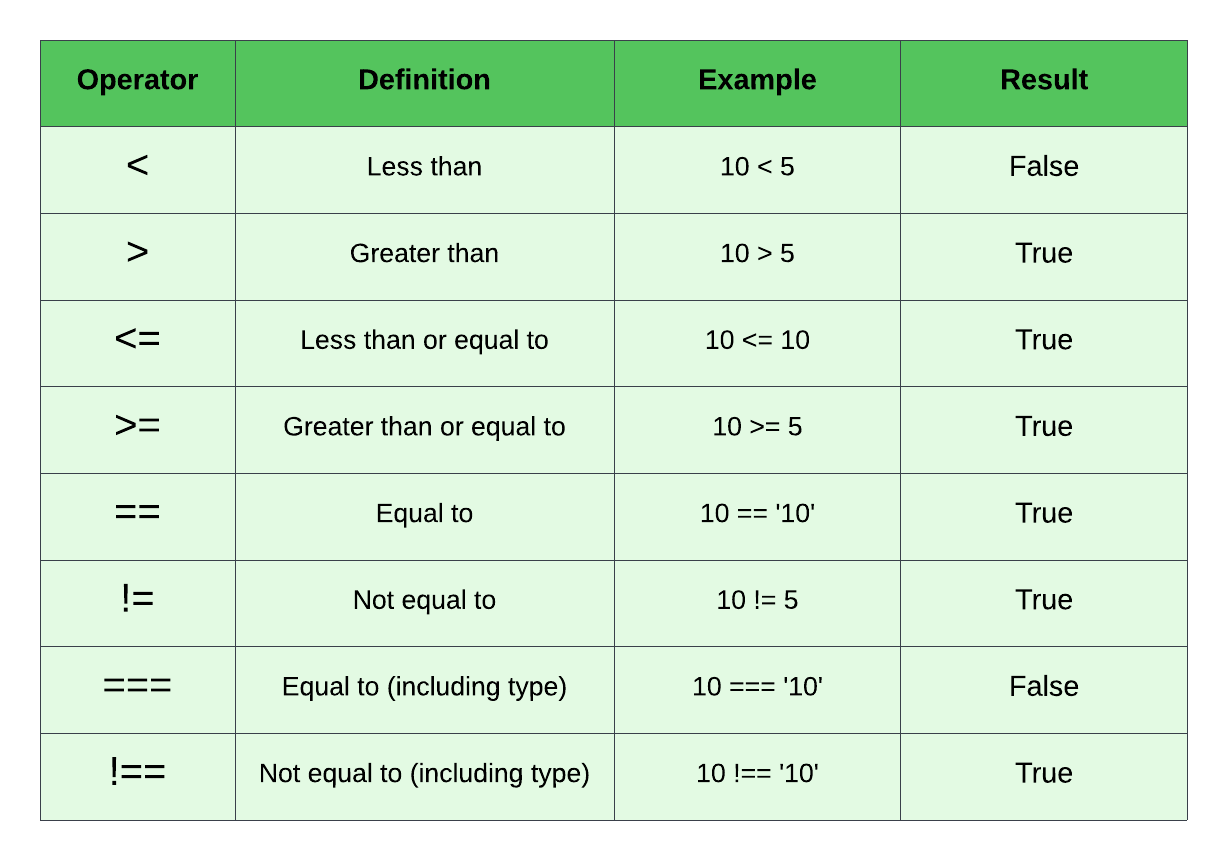 Operator Definition Example Result
< Less than 10 < 5 False
> Greater than 10 > 5 True
<= Less than or equal to 10 <= 10 True
>= Greater than or equal to 10 >= 5 True
== Equal to 10 == '10' True
!= Not equal to 10 != 5 True
=== Equal to (including type) 10 === '10' False
!== Not equal to (including type) 10 !== '10' True